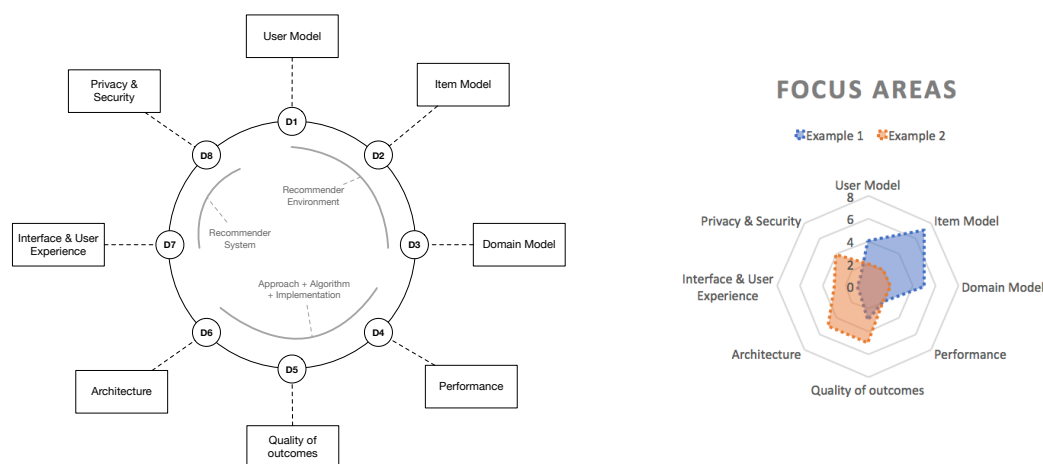 User Model
Privacy &
Security
Item Model
D1
D8
D2
Recommender
Environment
Recommender
System
Interface & User
Experience
D7
D3
Domain Model
Approach + Algorithm
+ Implementation
D6
D4
D5
Architecture
Performance
Quality of
outcomes
FOCUS AREAS
Example 1
Example 2
User Model
8
6
4
2
0
Privacy & Security
Item Model
Interface & User
Experience
Domain Model
Architecture
Performance
Quality of outcomes